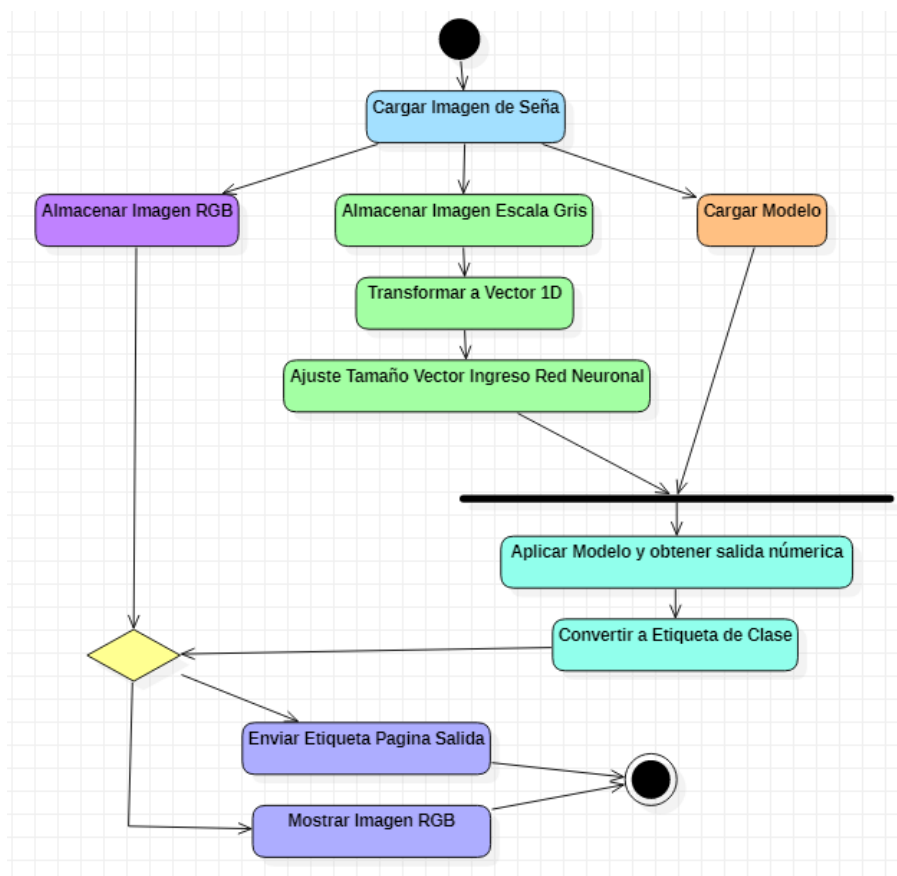 Cargar Imagen de Seña
Almacenar Imagen RGB
Almacenar Imagen Escala Gris
Cargar Modelo
Transformar a Vector 1D
Ajuste Tamaño Vector Ingreso Red Neuronal
Aplicar Modelo y obtener salida númerica
Convertir a Etiqueta de Clase
Enviar Etiqueta Pagina Salida
Mostrar Imagen RGB